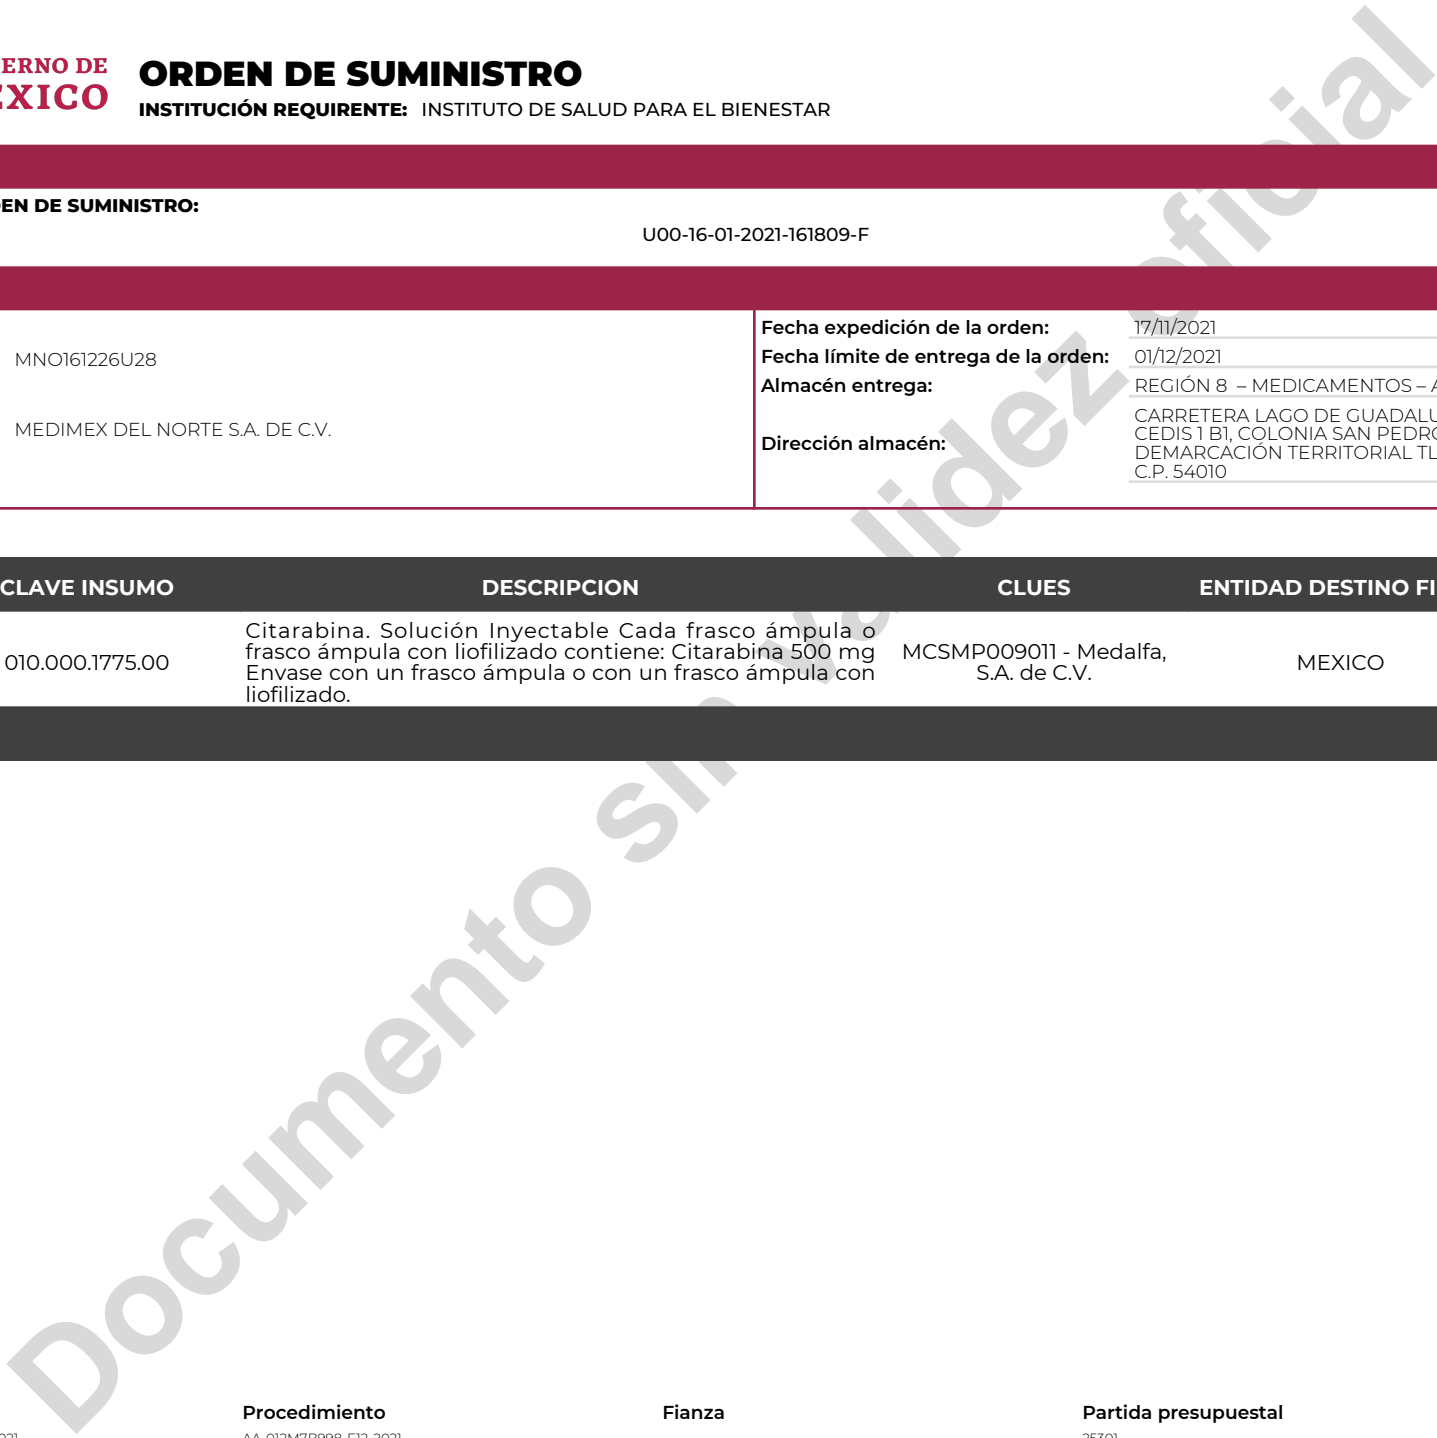 ERNO DE
ÉXICO
ORDEN DE SUMINISTRO
INSTITUCIÓN REQUIRENTE: INSTITUTO DE SALUD PARA EL BIENESTAR
EN DE SUMINISTRO:
U00-16-01-2021-161809-F
MNO161226U28
MEDIMEX DEL NORTE S.A. DE C.V.
Fecha expedición de la orden: 17/11/2021
Fecha límite de entrega de la orden: 01/12/2021
Almacén entrega: REGIÓN 8 – MEDICAMENTOS – A
Dirección almacén:
CARRETERA LAGO DE GUADALU
CEDIS 1 B1, COLONIA SAN PEDRO
DEMARCACIÓN TERRITORIAL TL
C.P. 54010
CLAVE INSUMO DESCRIPCION CLUES ENTIDAD DESTINO FI
010.000.1775.00
Citarabina. Solución Inyectable Cada frasco ámpula o
frasco ámpula con liofilizado contiene: Citarabina 500 mg
Envase con un frasco ámpula o con un frasco ámpula con
liofilizado.
MCSMP009011 - Medalfa,
S.A. de C.V.
MEXICO
Documento sin validez oficial
Procedimiento Fianza Partida presupuestal